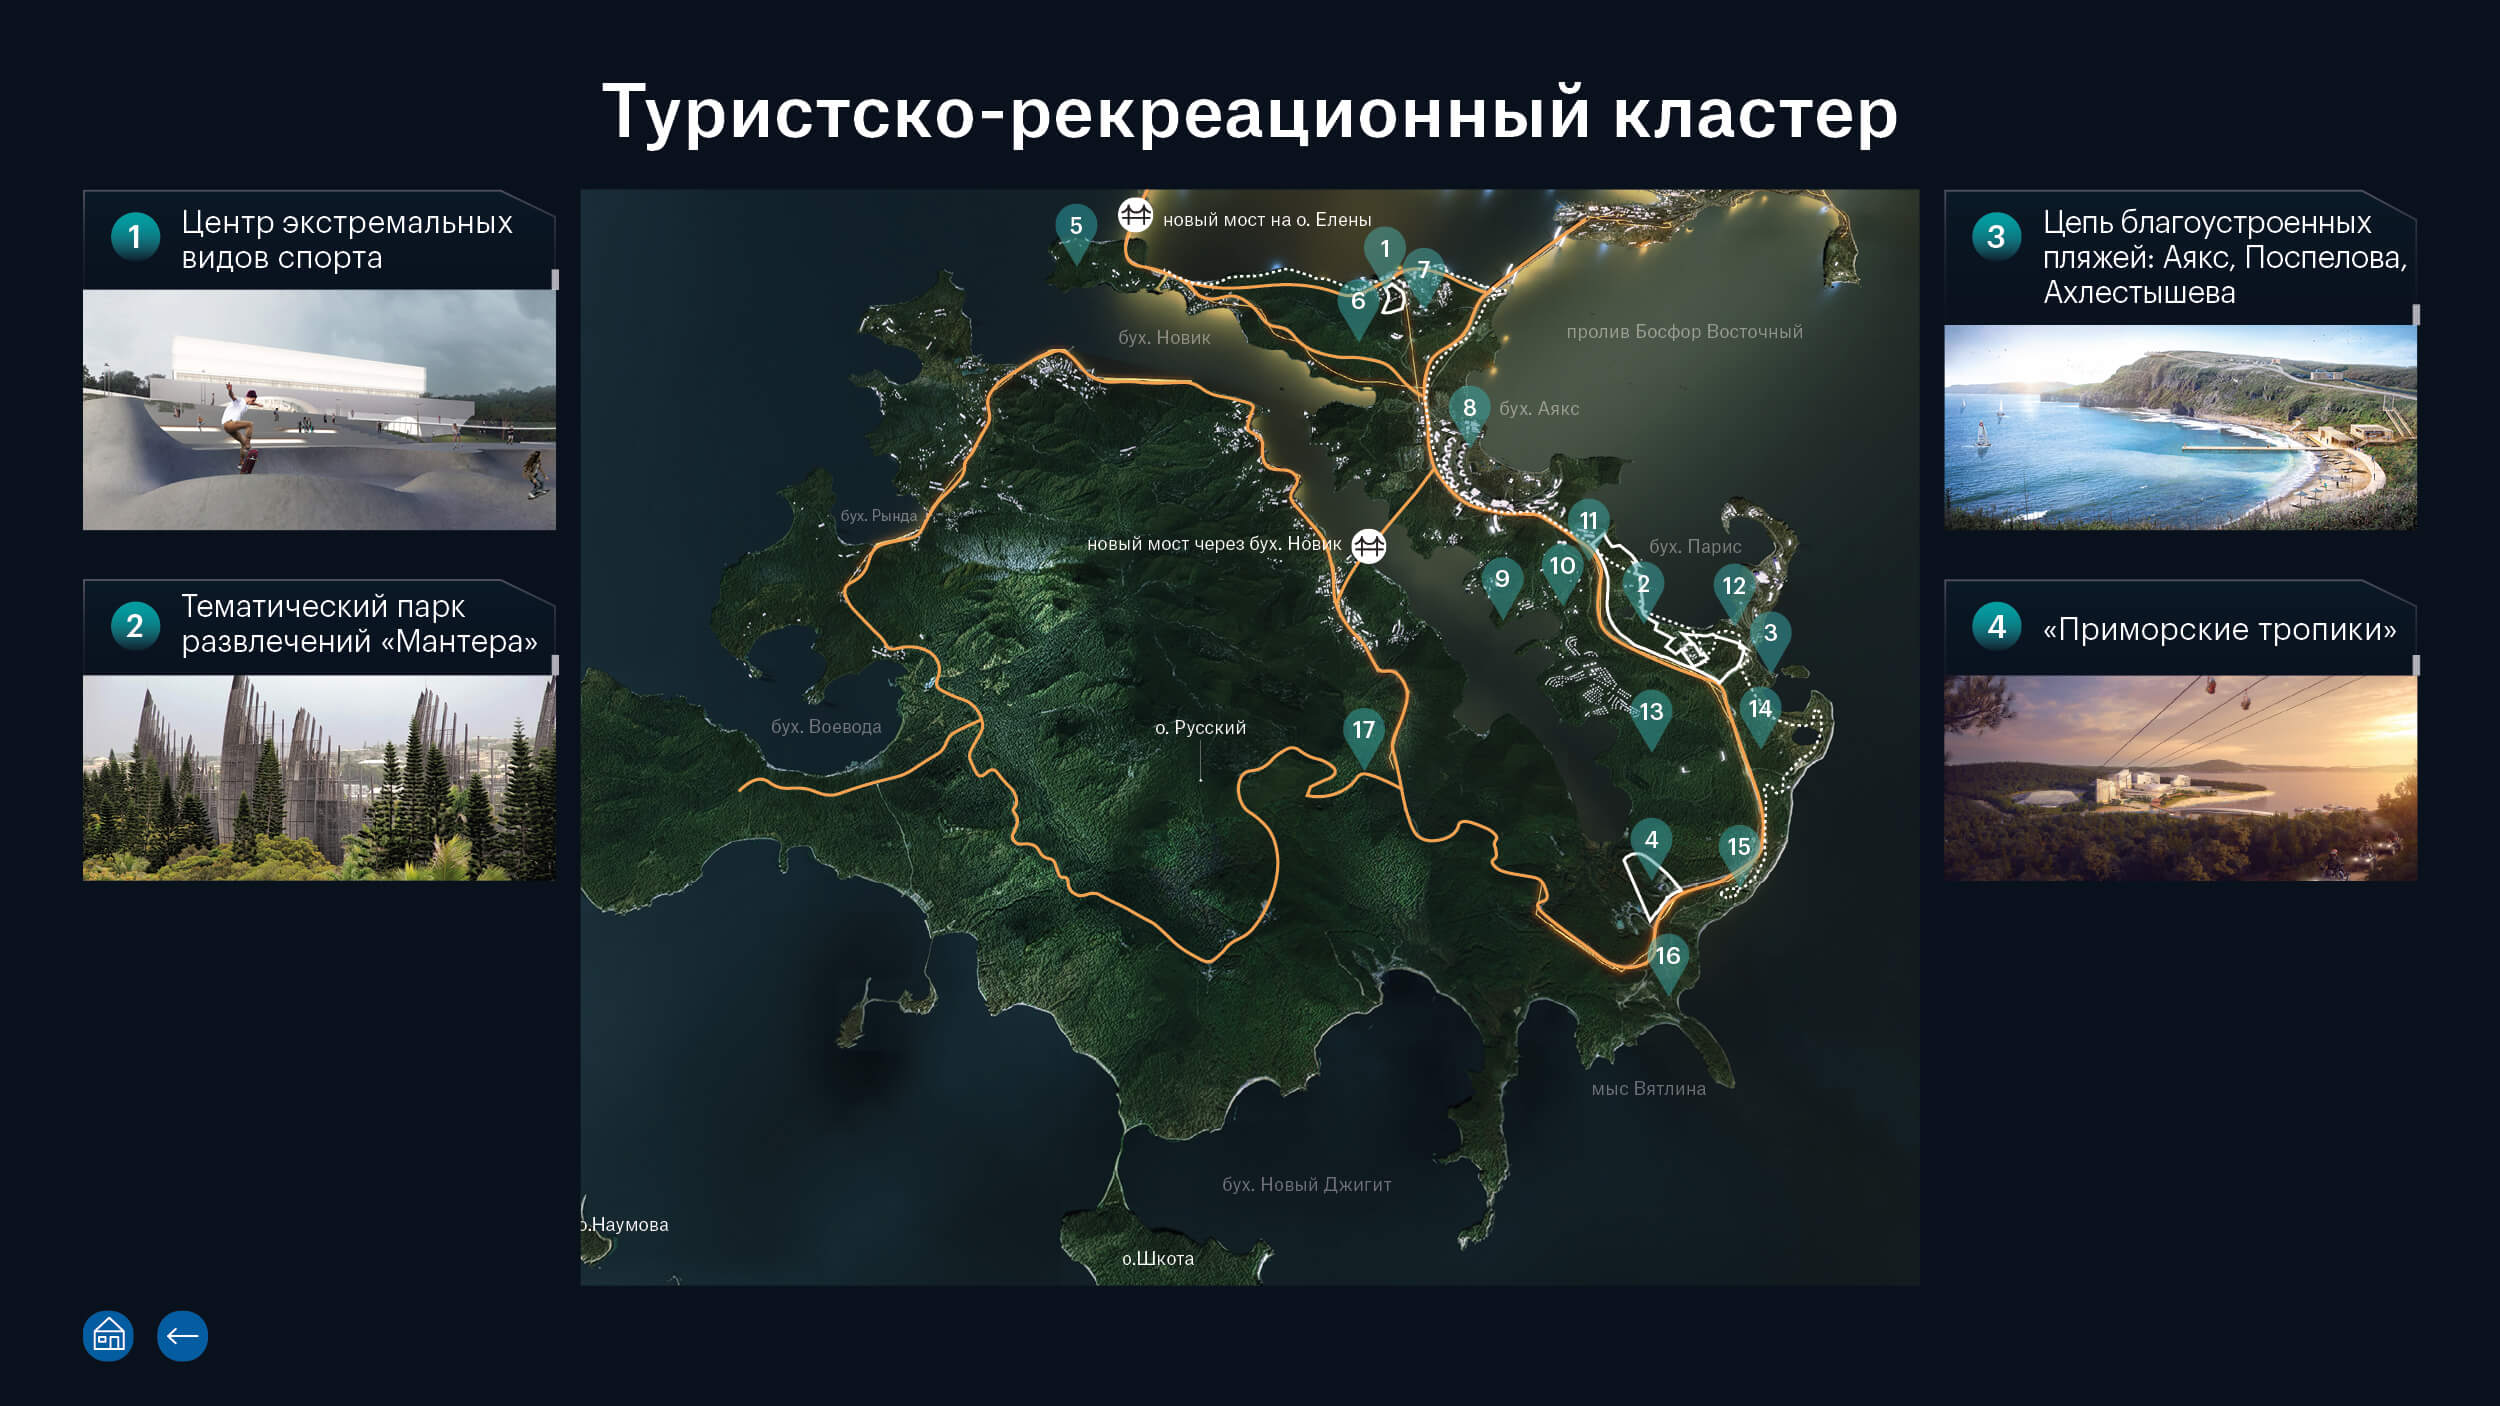 Туристско-рекреационный кластер
1
Центр экстремальных
видов спорта
2
Тематический парк
развлечений «Мантера»
3
Цепь благоустроенных
пляжей: Аякс, Поспелова,
Ахлестышева
4
«Приморские тропики»
5
новый мост на о. Елены
1
7
6
бух. Новик
пролив Босфор Восточный
8
бух. Аякс
бух. Рында
11
новый мост через бух. Новик
бух. Парис
10
9
2
12
3
13
14
бух. Воевода
о. Русский
17
4
15
16
мыс Вятлина
бух. Новый Джигит
о.Наумова
о.Шкота